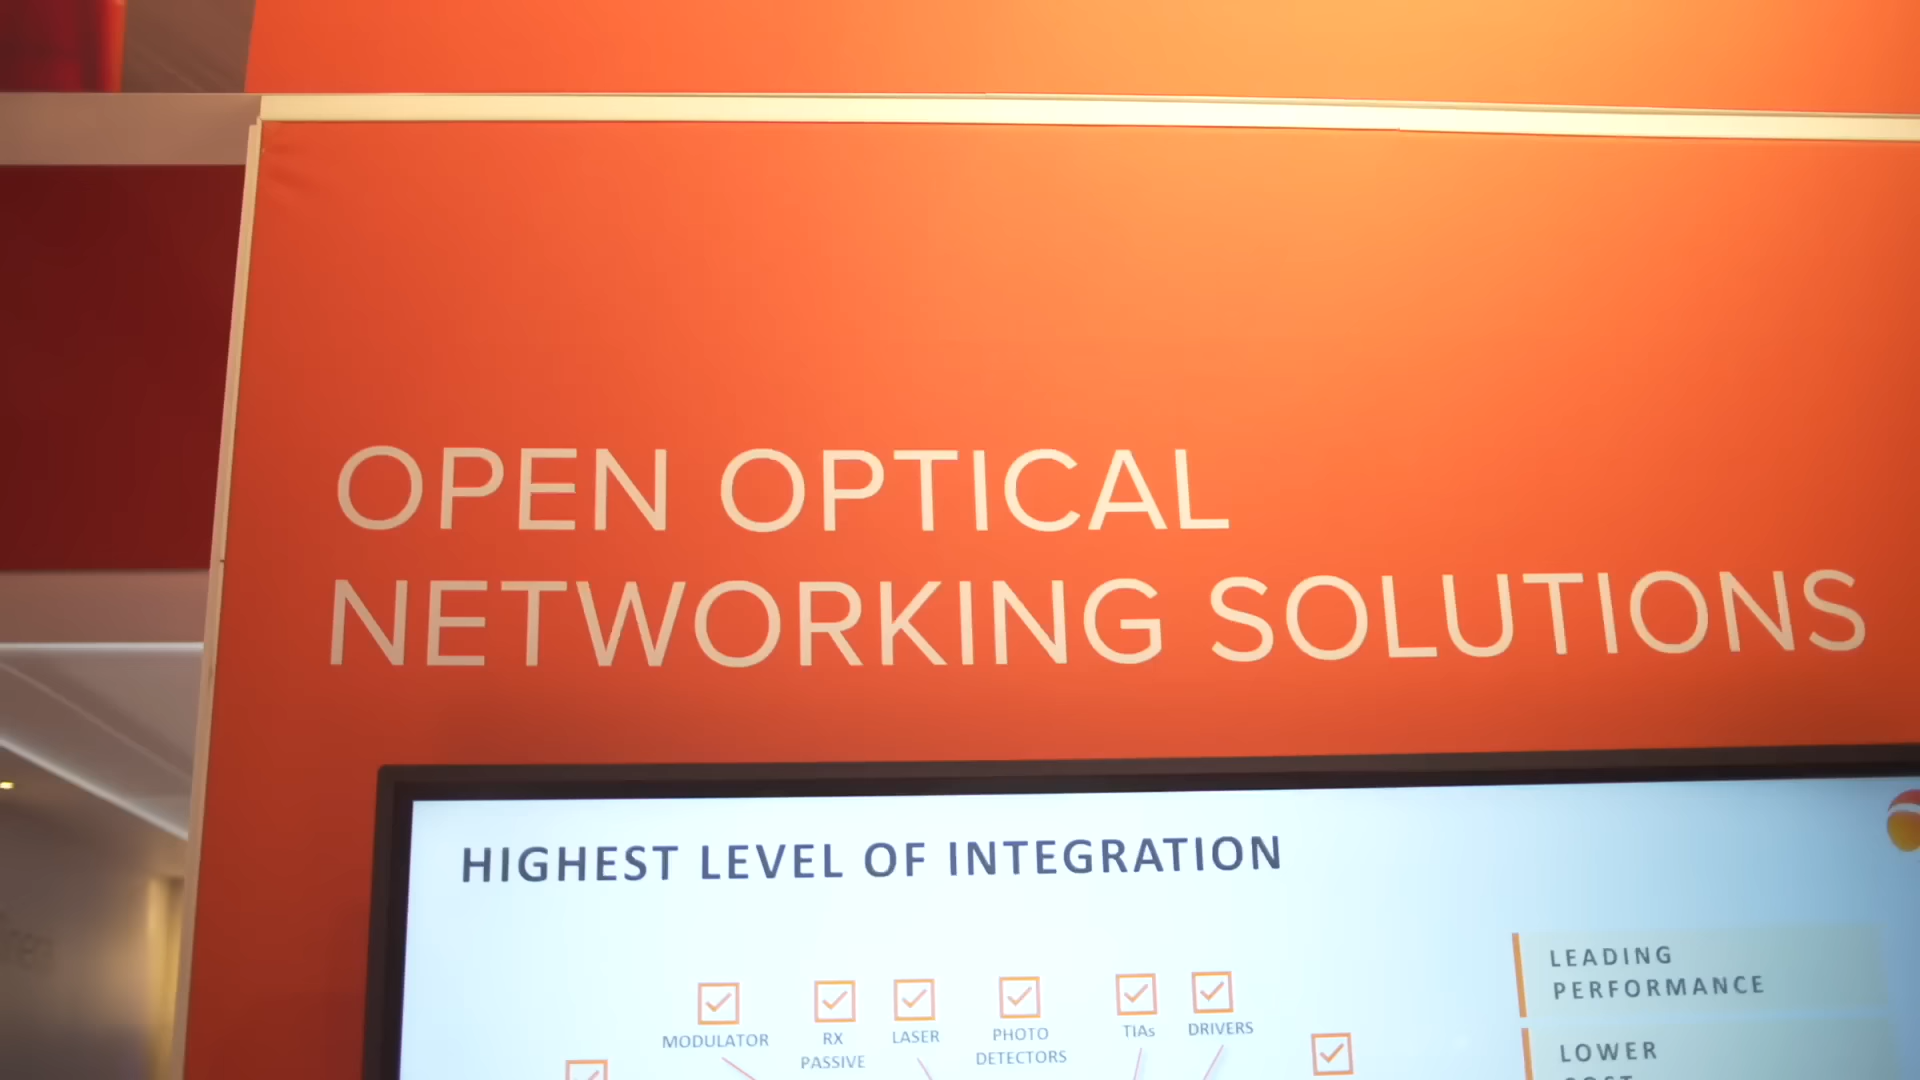 OPEN OPTICAL
NETWORKING SOLUTIONS
HIGHEST LEVEL OF INTEGRATION
MODULATOR
RX
PASSIVE
LASER
PHOTO
DETECTORS
TIAs
DRIVERS
LEADING
PERFORMANCE
LOWER